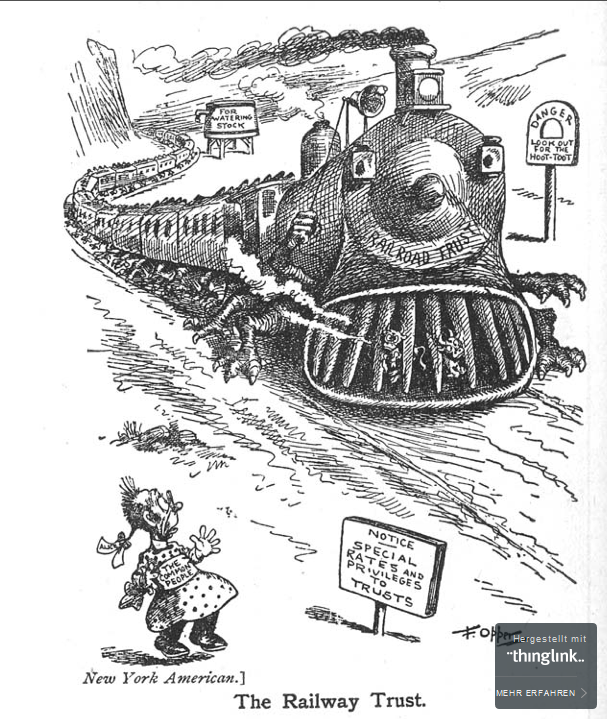 FOR
WATERING
STOCK
DANGER
LOOK OUT
FOR THE
HOOT-TOOT
RAILROAD TRUST
ALICE
THE
COMMON
PEOPLE
NOTICE
SPECIAL
RATES AND
PRIVILEGES
TO
TRUSTS
F. Opper
Hergestellt mit
thinglink..
MEHR ERFAHREN
New York American.]
The Railway Trust.